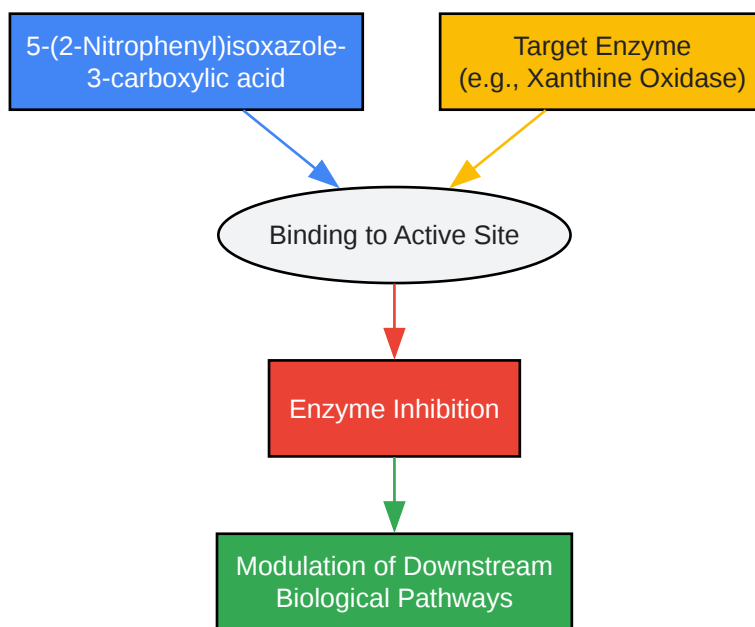 5-(2-Nitrophenyl)isoxazole-
3-carboxylic acid
Target Enzyme
(e.g., Xanthine Oxidase)
Binding to Active Site
Enzyme Inhibition
Modulation of Downstream
Biological Pathways